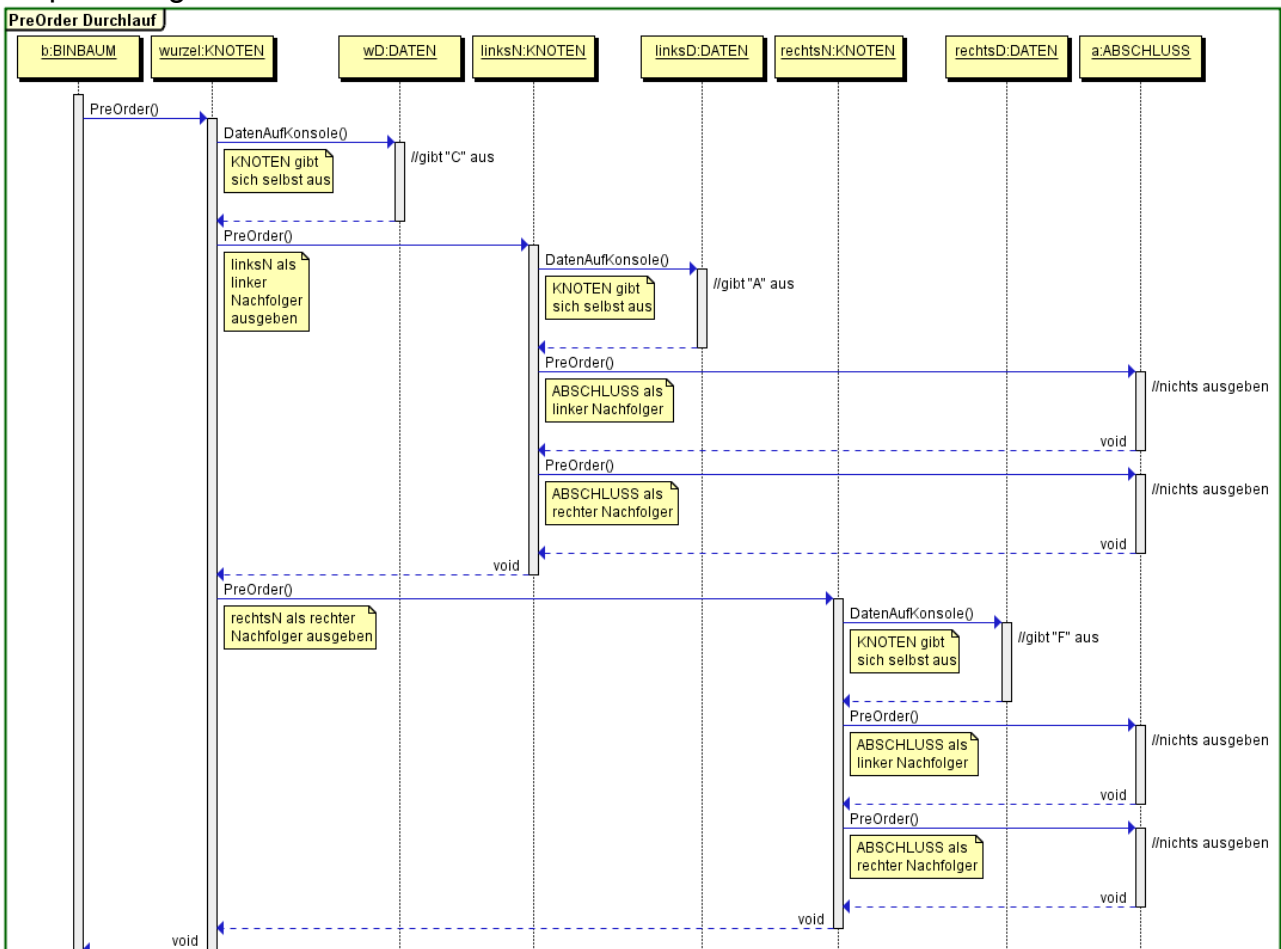 PreOrder Durchlauf
b:BINBAUM
wurzel:KNOTEN
wD:DATEN
linksN:KNOTEN
linksD:DATEN
rechtsN:KNOTEN
rechtsD:DATEN
a:ABSCHLUSS
PreOrder()
DatenAufKonsole()
//gibt "C" aus
KNOTEN gibt
sich selbst aus
PreOrder()
linksN als
linker
Nachfolger
ausgeben
DatenAufKonsole()
//gibt "A" aus
KNOTEN gibt
sich selbst aus
PreOrder()
//nichts ausgeben
ABSCHLUSS als
linker Nachfolger
void
PreOrder()
//nichts ausgeben
ABSCHLUSS als
rechter Nachfolger
void
void
PreOrder()
rechtsN als rechter
Nachfolger ausgeben
DatenAufKonsole()
//gibt "F" aus
KNOTEN gibt
sich selbst aus
PreOrder()
//nichts ausgeben
ABSCHLUSS als
linker Nachfolger
void
PreOrder()
//nichts ausgeben
ABSCHLUSS als
rechter Nachfolger
void
void
void